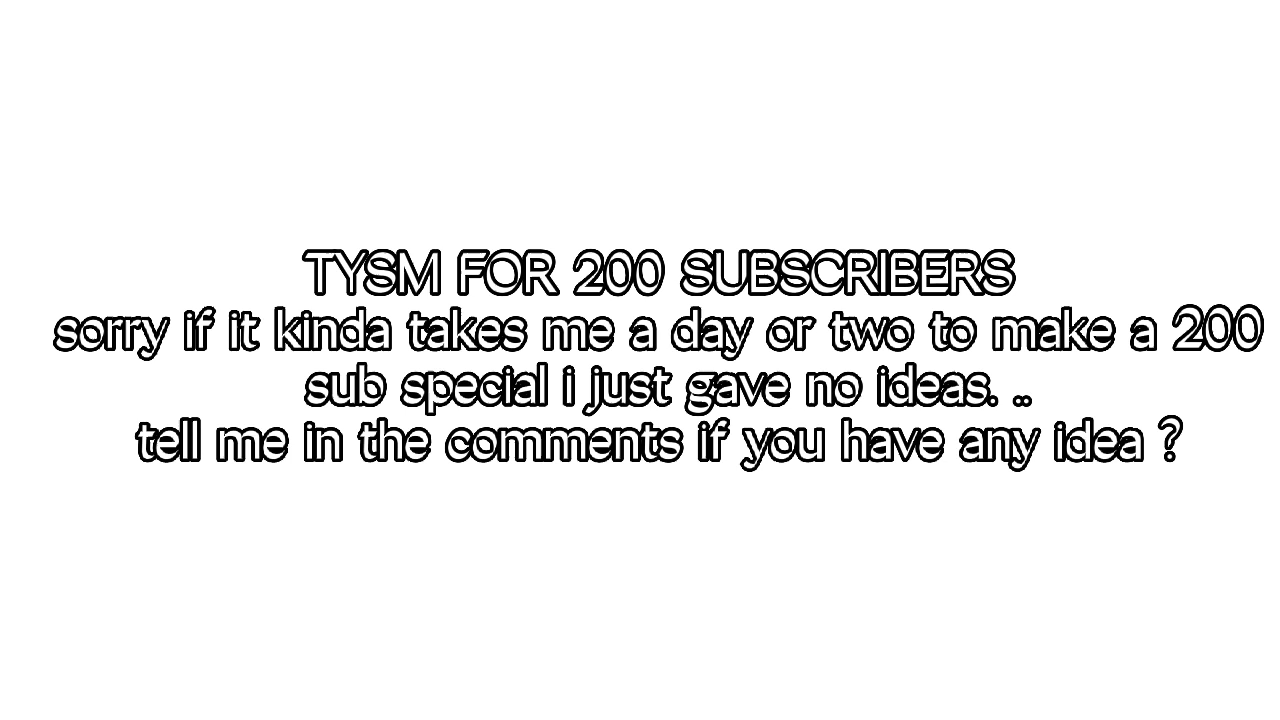 TYSM FOR 200 SUBSCRIBERS
sorry if it kinda takes me a day or two to make a 200
sub special i just gave no ideas. ..
tell me in the comments if you have any idea ?